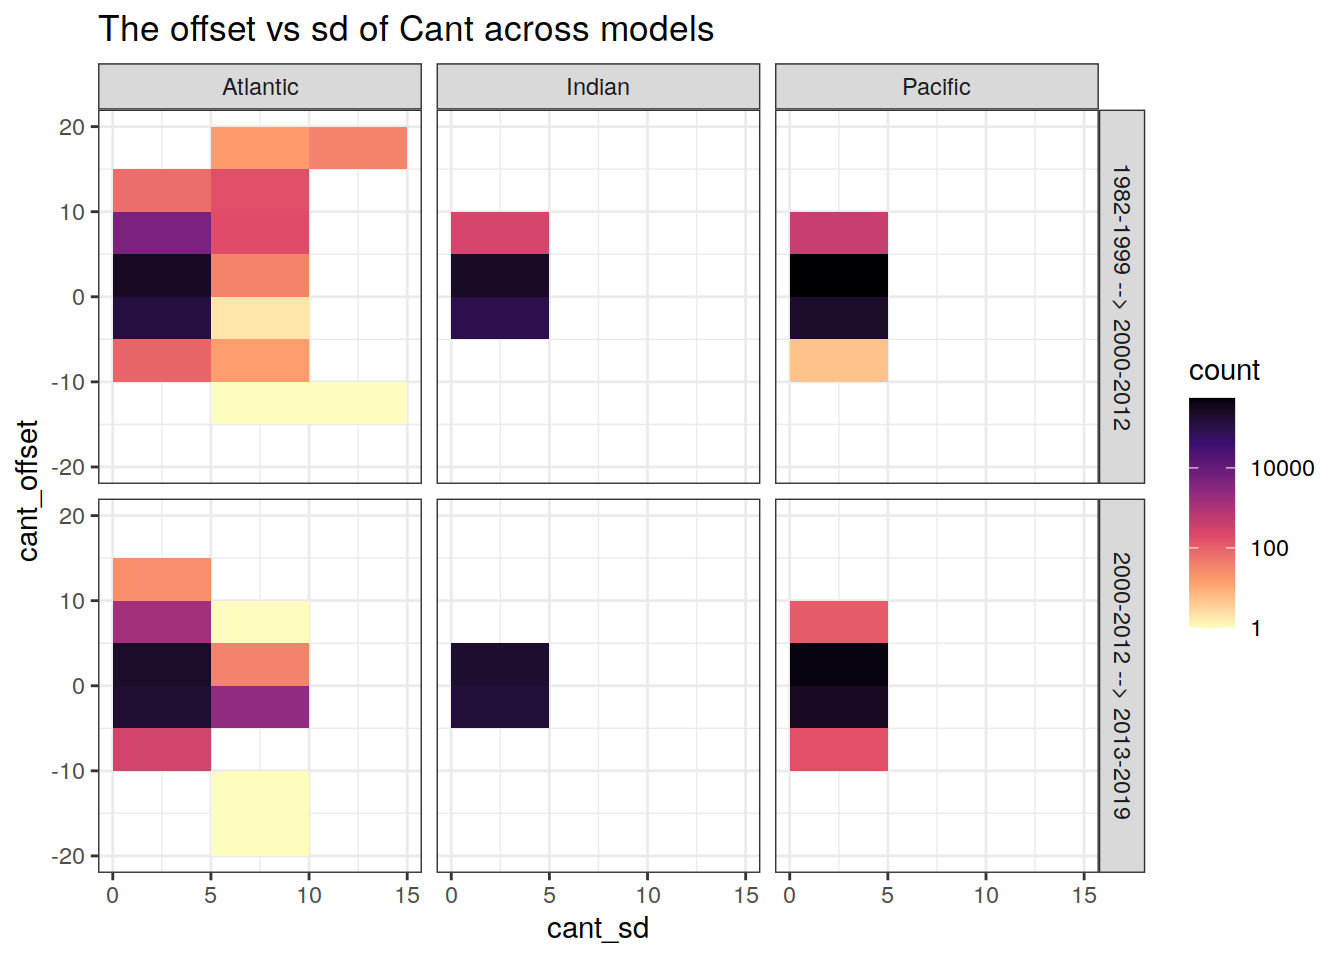 The offset vs sd of Cant across models
Atlantic
Indian
Pacific
20
10
0
-10
-20
1982-1999 --> 2000-2012
20
10
0
-10
-20
2000-2012 --> 2013-2019
0 5 10 15
0 5 10 15
0 5 10 15
cant_sd
cant_offset
count
10000
100
1